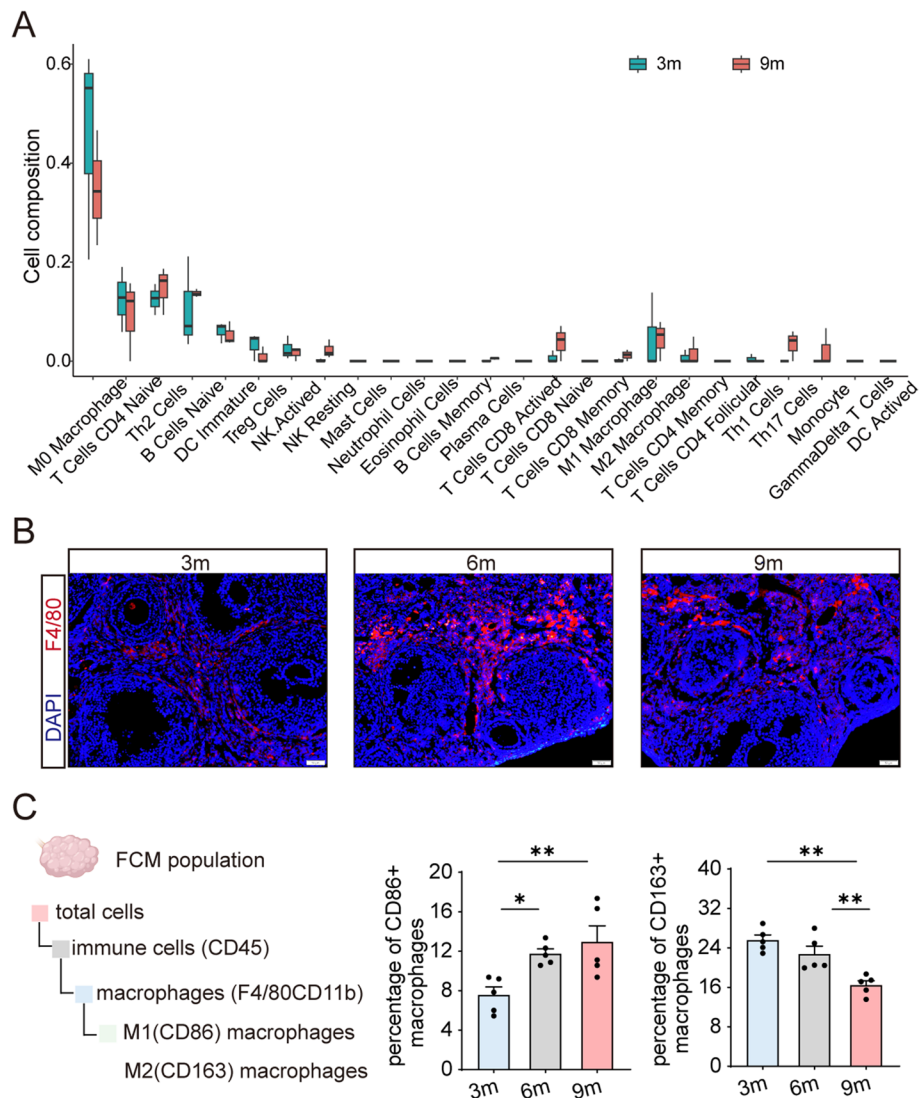 A
Cell composition
0.6
0.4
0.2
0.0
3m
9m
M0 Macrophage
T Cells CD4 Naive
Th2 Cells
B Cells Naive
DC Immature
Treg Cells
NK Actived
NK Resting
Mast Cells
Neutrophil Cells
Eosinophil Cells
B Cells Memory
Plasma Cells
T Cells CD8 Actived
T Cells CD8 Naive
T Cells CD8 Memory
M1 Macrophage
M2 Macrophage
T Cells CD4 Memory
T Cells CD4 Follicular
Th1 Cells
Th17 Cells
Monocyte
GammaDelta T Cells
DC Actived
B
3m
6m
9m
DAPI F4/80
C
FCM population
total cells
immune cells (CD45)
macrophages (F4/80CD11b)
M1(CD86) macrophages
M2(CD163) macrophages
percentage of CD86+
macrophages
20
16
12
8
4
0
*
**
3m
6m
9m
percentage of CD163+
macrophages
40
32
24
16
8
0
**
**
3m
6m
9m